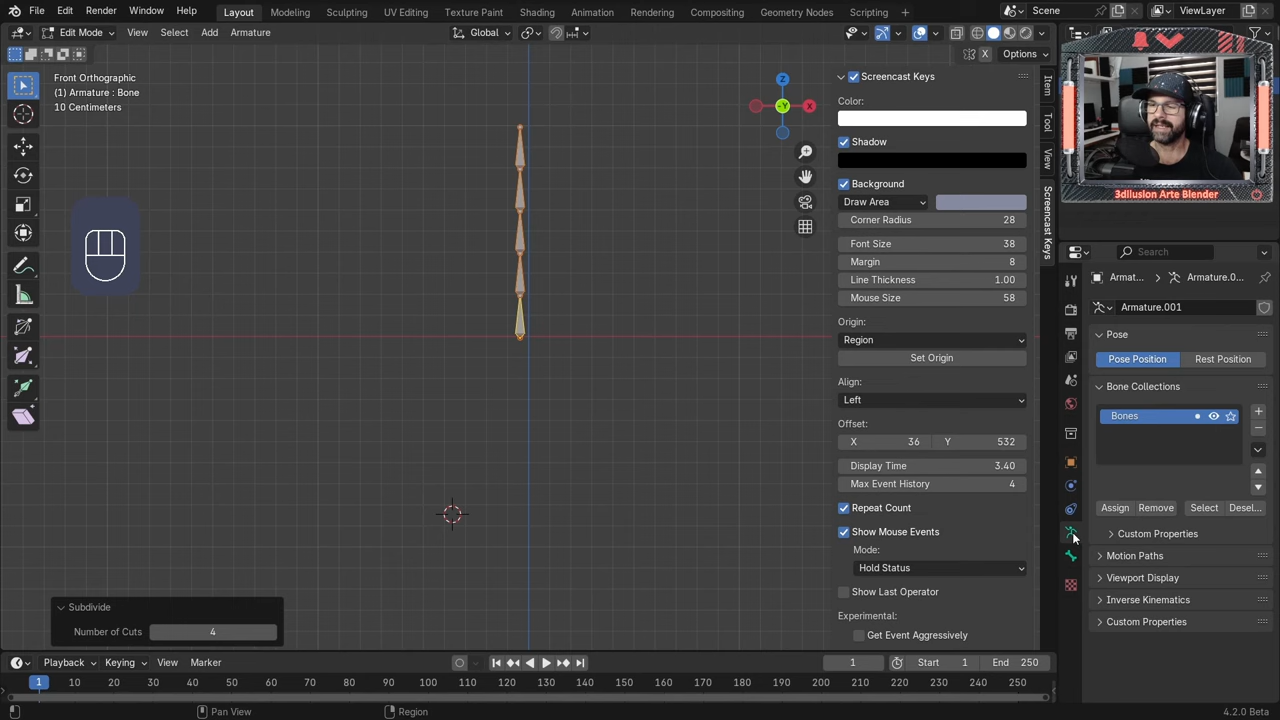 File Edit Render Window Help Layout Modeling Sculpting UV Editing Texture Paint Shading Animation Rendering Compositing Geometry Nodes Scripting + Scene ViewLayer
Edit Mode View Select Add Armature Global
X Options
Front Orthographic
(1) Armature : Bone
10 Centimeters
Z
-Y
X
Item
Tool
View
Screencast Keys
Screencast Keys
Color:
Shadow
Background
Draw Area
Corner Radius 28
Font Size 38
Margin 8
Line Thickness 1.00
Mouse Size 58
Origin:
Region
Set Origin
Align:
Left
Offset:
X 36 Y 532
Display Time 3.40
Max Event History 4
Repeat Count
Show Mouse Events
Mode:
Hold Status
Show Last Operator
Experimental:
Get Event Aggressively
3dIlusion Arte Blender
Search
Armat... > Armature.0...
Armature.001
Pose
Pose Position Rest Position
Bone Collections
Bones
Assign Remove Select Desel...
Custom Properties
Motion Paths
Viewport Display
Inverse Kinematics
Custom Properties
Subdivide
Number of Cuts 4
Playback Keying View Marker 1 Start 1 End 250
1 10 20 30 40 50 60 70 80 90 100 110 120 130 140 150 160 170 180 190 200 210 220 230 240 250
Pan View Region 4.2.0 Beta